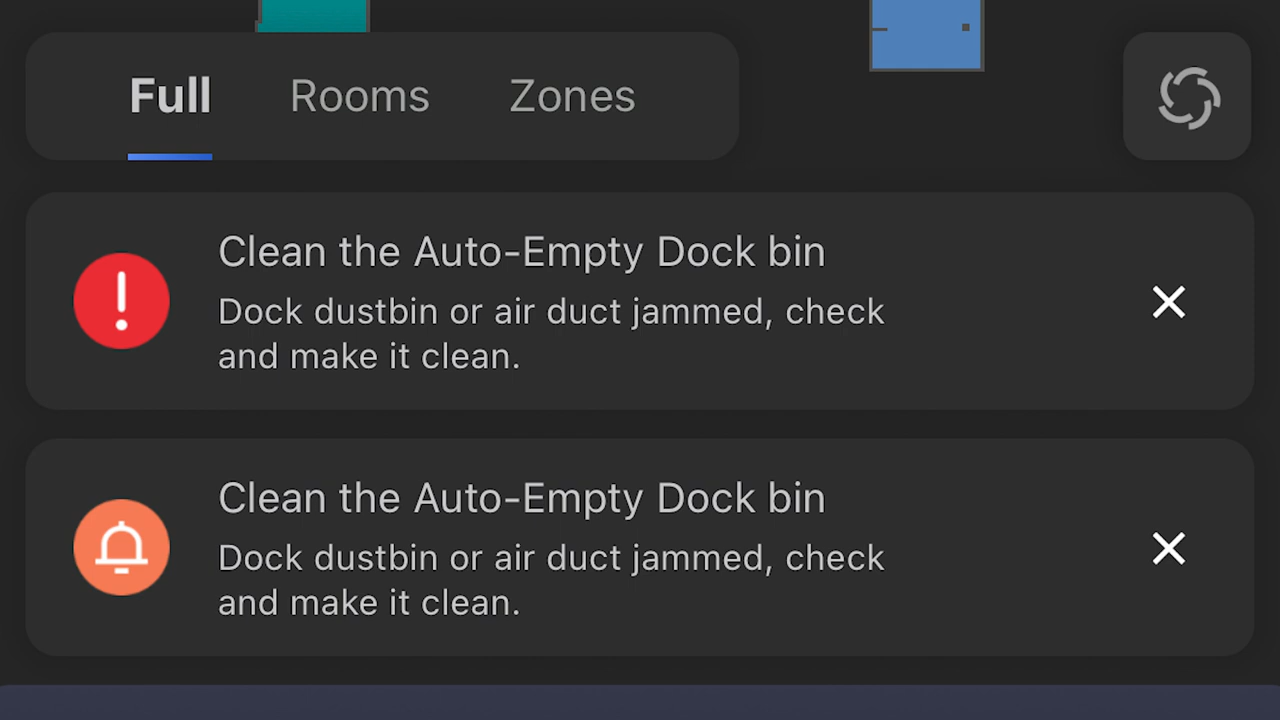 Full Rooms Zones
Clean the Auto-Empty Dock bin
Dock dustbin or air duct jammed, check
and make it clean.
Clean the Auto-Empty Dock bin
Dock dustbin or air duct jammed, check
and make it clean.